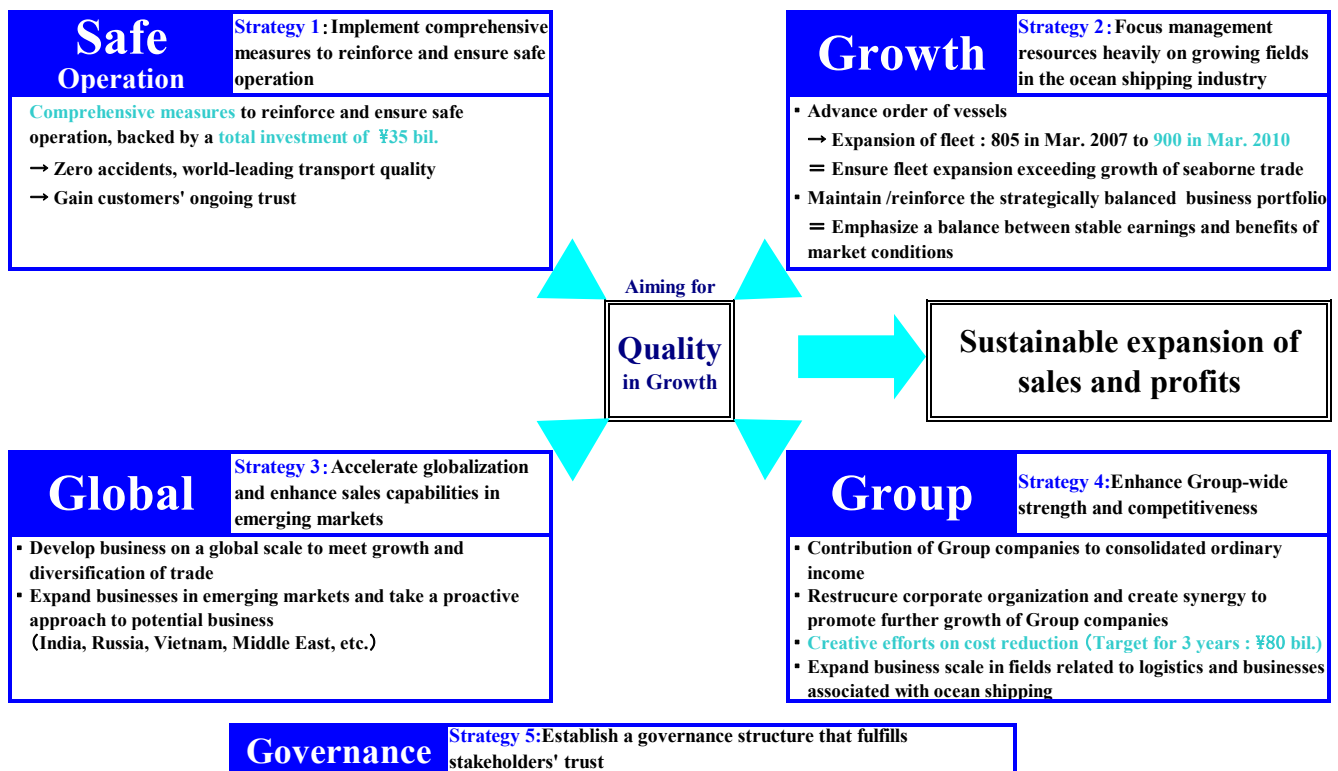 Safe
Operation
Strategy 1：Implement comprehensive
measures to reinforce and ensure safe
operation
Comprehensive measures to reinforce and ensure safe
operation, backed by a total investment of ¥35 bil.
→ Zero accidents, world-leading transport quality
→ Gain customers' ongoing trust
Growth
Strategy 2：Focus management
resources heavily on growing fields
in the ocean shipping industry
▪ Advance order of vessels
→ Expansion of fleet : 805 in Mar. 2007 to 900 in Mar. 2010
＝ Ensure fleet expansion exceeding growth of seaborne trade
▪ Maintain /reinforce the strategically balanced business portfolio
＝ Emphasize a balance between stable earnings and benefits of
market conditions
Aiming for
Quality
in Growth
Sustainable expansion of
sales and profits
Global
Strategy 3：Accelerate globalization
and enhance sales capabilities in
emerging markets
▪ Develop business on a global scale to meet growth and
diversification of trade
▪ Expand businesses in emerging markets and take a proactive
approach to potential business
（India, Russia, Vietnam, Middle East, etc.）
Group
Strategy 4:Enhance Group-wide
strength and competitiveness
▪ Contribution of Group companies to consolidated ordinary
income
▪ Restrucure corporate organization and create synergy to
promote further growth of Group companies
▪ Creative efforts on cost reduction（Target for 3 years : ¥80 bil.）
▪ Expand business scale in fields related to logistics and businesses
associated with ocean shipping
Governance
Strategy 5:Establish a governance structure that fulfills
stakeholders' trust